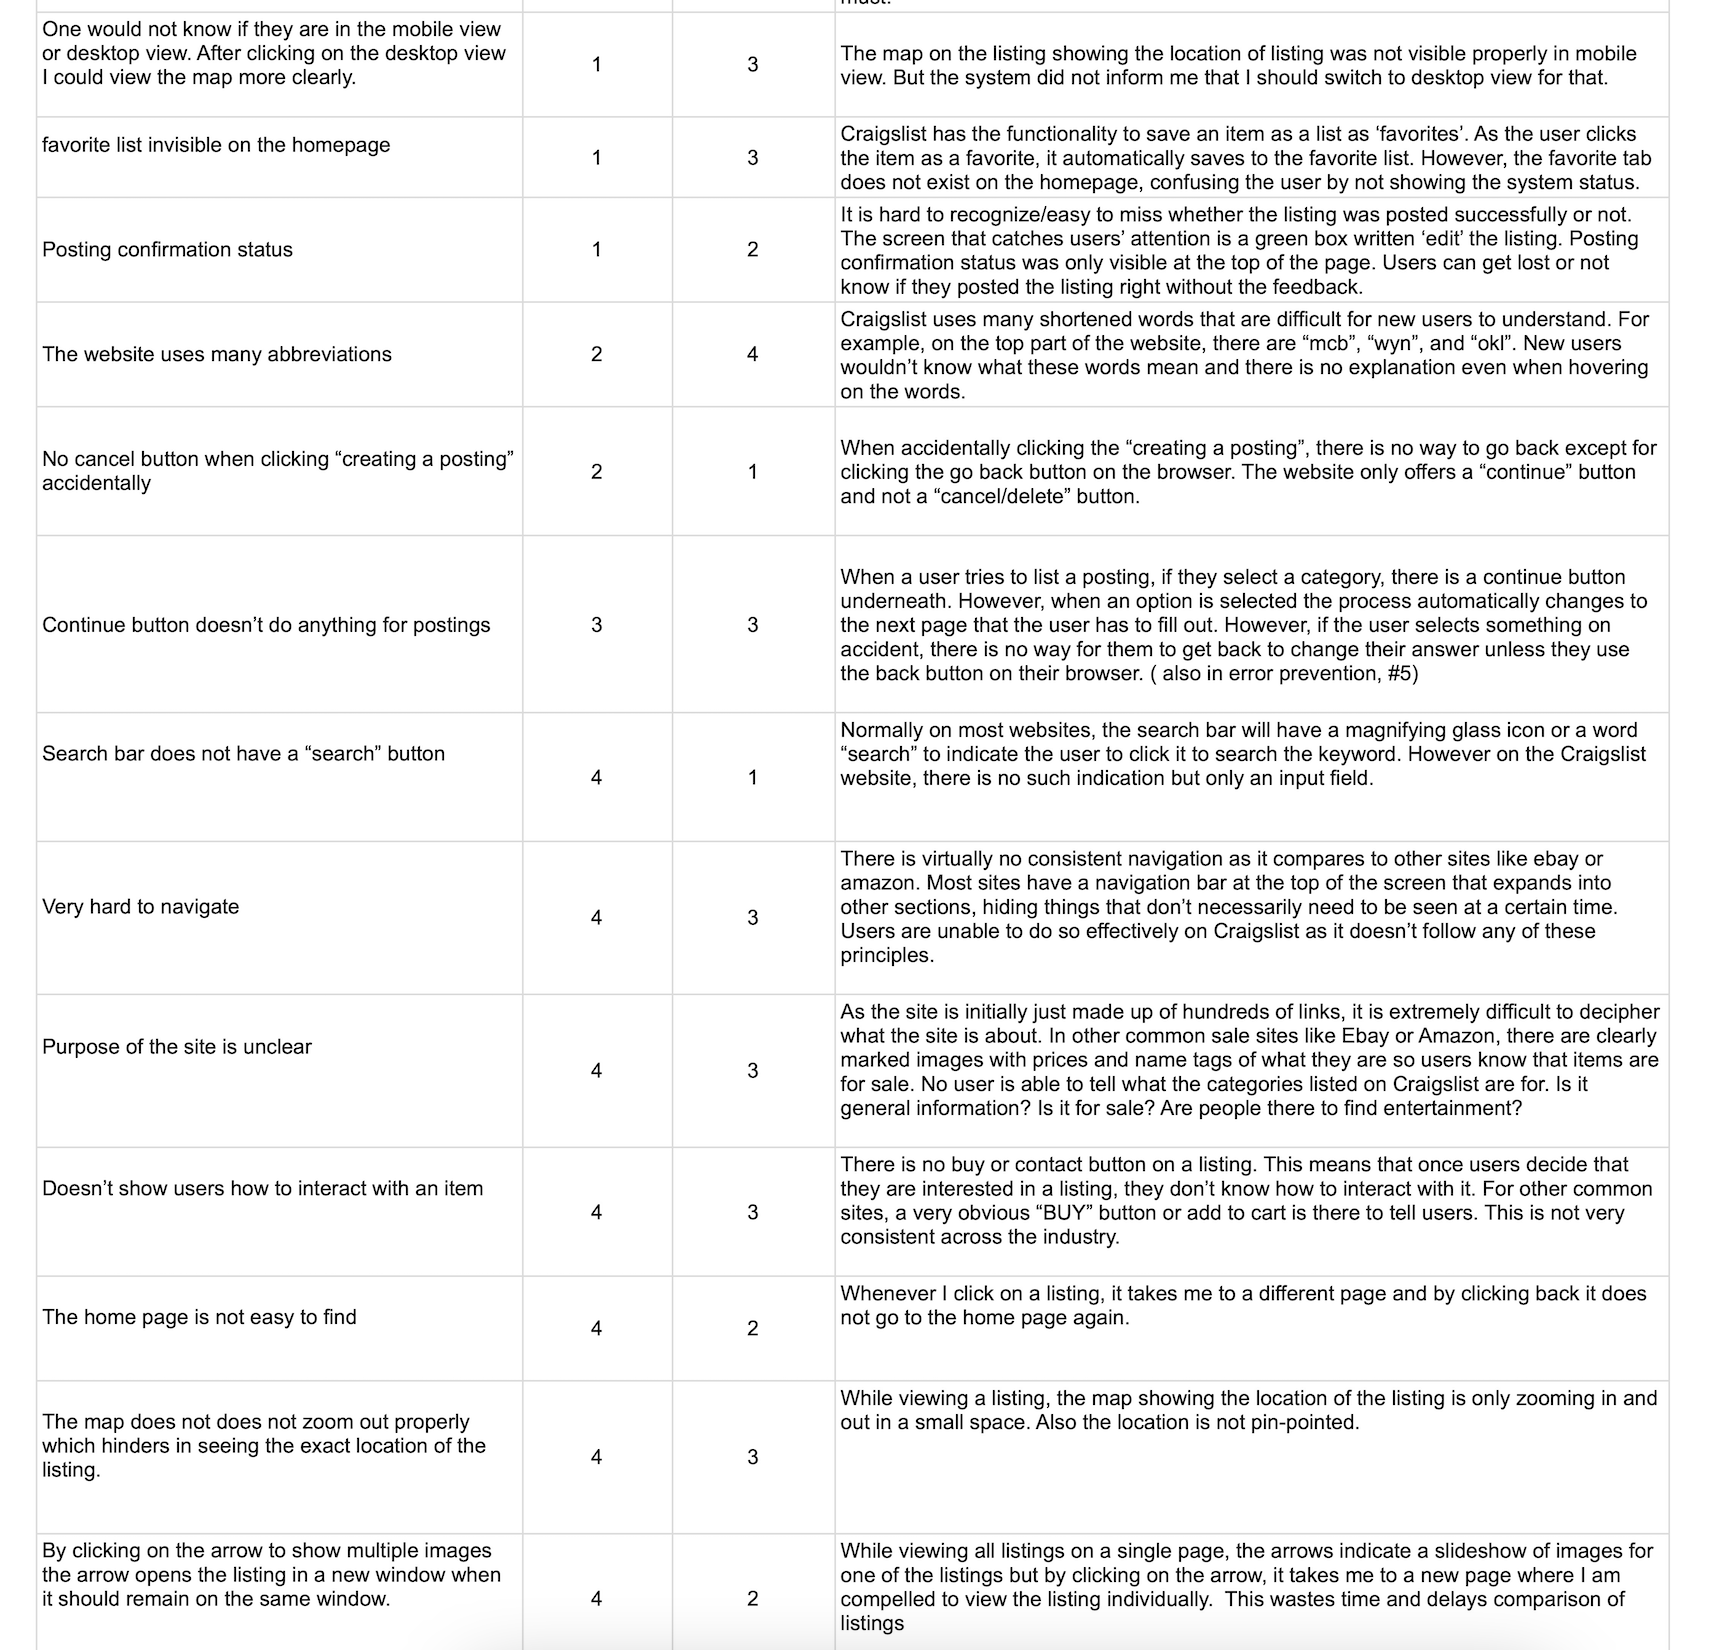 must.
One would not know if they are in the mobile view
or desktop view. After clicking on the desktop view
I could view the map more clearly.
1
3
The map on the listing showing the location of listing was not visible properly in mobile
view. But the system did not inform me that I should switch to desktop view for that.
favorite list invisible on the homepage
1
3
Craigslist has the functionality to save an item as a list as ‘favorites’. As the user clicks
the item as a favorite, it automatically saves to the favorite list. However, the favorite tab
does not exist on the homepage, confusing the user by not showing the system status.
Posting confirmation status
1
2
It is hard to recognize/easy to miss whether the listing was posted successfully or not.
The screen that catches users’ attention is a green box written ‘edit’ the listing. Posting
confirmation status was only visible at the top of the page. Users can get lost or not
know if they posted the listing right without the feedback.
The website uses many abbreviations
2
4
Craigslist uses many shortened words that are difficult for new users to understand. For
example, on the top part of the website, there are “mcb”, “wyn”, and “okl”. New users
wouldn’t know what these words mean and there is no explanation even when hovering
on the words.
No cancel button when clicking “creating a posting”
accidentally
2
1
When accidentally clicking the “creating a posting”, there is no way to go back except for
clicking the go back button on the browser. The website only offers a “continue” button
and not a “cancel/delete” button.
Continue button doesn’t do anything for postings
3
3
When a user tries to list a posting, if they select a category, there is a continue button
underneath. However, when an option is selected the process automatically changes to
the next page that the user has to fill out. However, if the user selects something on
accident, there is no way for them to get back to change their answer unless they use
the back button on their browser. ( also in error prevention, #5)
Search bar does not have a “search” button
4
1
Normally on most websites, the search bar will have a magnifying glass icon or a word
“search” to indicate the user to click it to search the keyword. However on the Craigslist
website, there is no such indication but only an input field.
Very hard to navigate
4
3
There is virtually no consistent navigation as it compares to other sites like ebay or
amazon. Most sites have a navigation bar at the top of the screen that expands into
other sections, hiding things that don’t necessarily need to be seen at a certain time.
Users are unable to do so effectively on Craigslist as it doesn’t follow any of these
principles.
Purpose of the site is unclear
4
3
As the site is initially just made up of hundreds of links, it is extremely difficult to decipher
what the site is about. In other common sale sites like Ebay or Amazon, there are clearly
marked images with prices and name tags of what they are so users know that items are
for sale. No user is able to tell what the categories listed on Craigslist are for. Is it
general information? Is it for sale? Are people there to find entertainment?
Doesn’t show users how to interact with an item
4
3
There is no buy or contact button on a listing. This means that once users decide that
they are interested in a listing, they don’t know how to interact with it. For other common
sites, a very obvious “BUY” button or add to cart is there to tell users. This is not very
consistent across the industry.
The home page is not easy to find
4
2
Whenever I click on a listing, it takes me to a different page and by clicking back it does
not go to the home page again.
The map does not does not zoom out properly
which hinders in seeing the exact location of the
listing.
4
3
While viewing a listing, the map showing the location of the listing is only zooming in and
out in a small space. Also the location is not pin-pointed.
By clicking on the arrow to show multiple images
the arrow opens the listing in a new window when
it should remain on the same window.
4
2
While viewing all listings on a single page, the arrows indicate a slideshow of images for
one of the listings but by clicking on the arrow, it takes me to a new page where I am
compelled to view the listing individually.  This wastes time and delays comparison of
listings